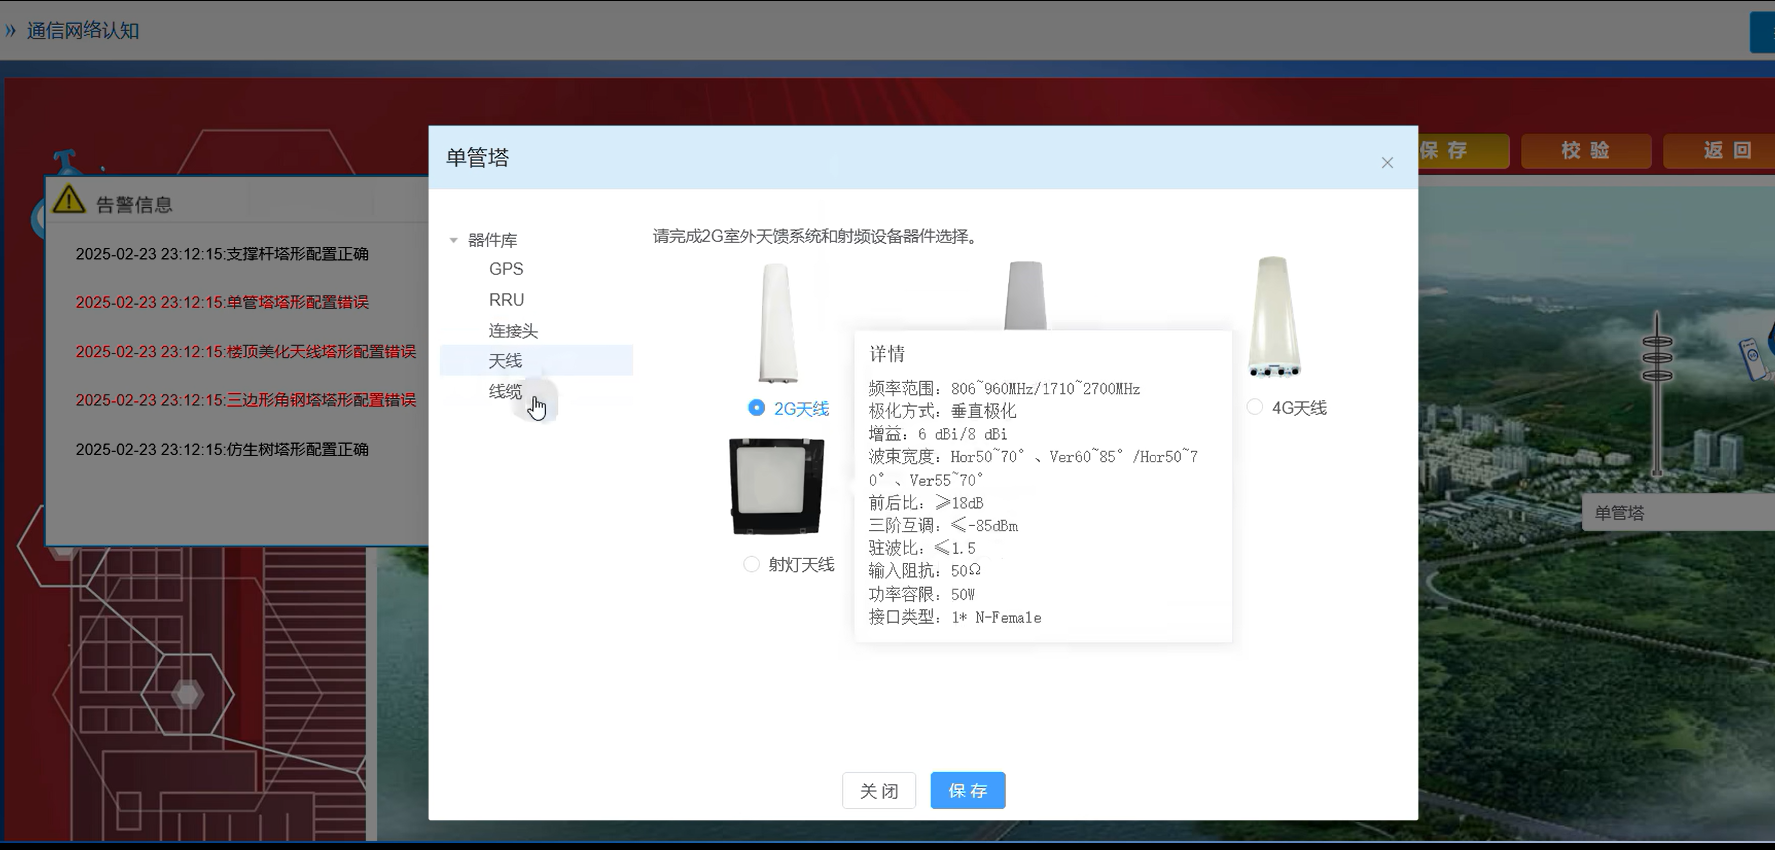 通信网络认知
保存
校验
返回
告警信息
2025-02-23 23:12:15:支撑杆塔形配置正确
2025-02-23 23:12:15:单管塔塔形配置错误
2025-02-23 23:12:15:楼顶美化天线塔形配置错误
2025-02-23 23:12:15:三边形角钢塔塔形配置错误
2025-02-23 23:12:15:仿生树塔形配置正确
单管塔
器件库
GPS
RRU
连接头
天线
线缆
请完成2G室外天馈系统和射频设备器件选择。
2G天线
4G天线
射灯天线
详情
频率范围：806~960MHz/1710~2700MHz
极化方式：垂直极化
增益：6 dBi/8 dBi
波束宽度：Hor50~70°、Ver60~85°/Hor50~7
0°、Ver55~70°
前后比：≥18dB
三阶互调：≤-85dBm
驻波比：≤1.5
输入阻抗：50Ω
功率容限：50W
接口类型：1* N-Female
关闭
保存
单管塔